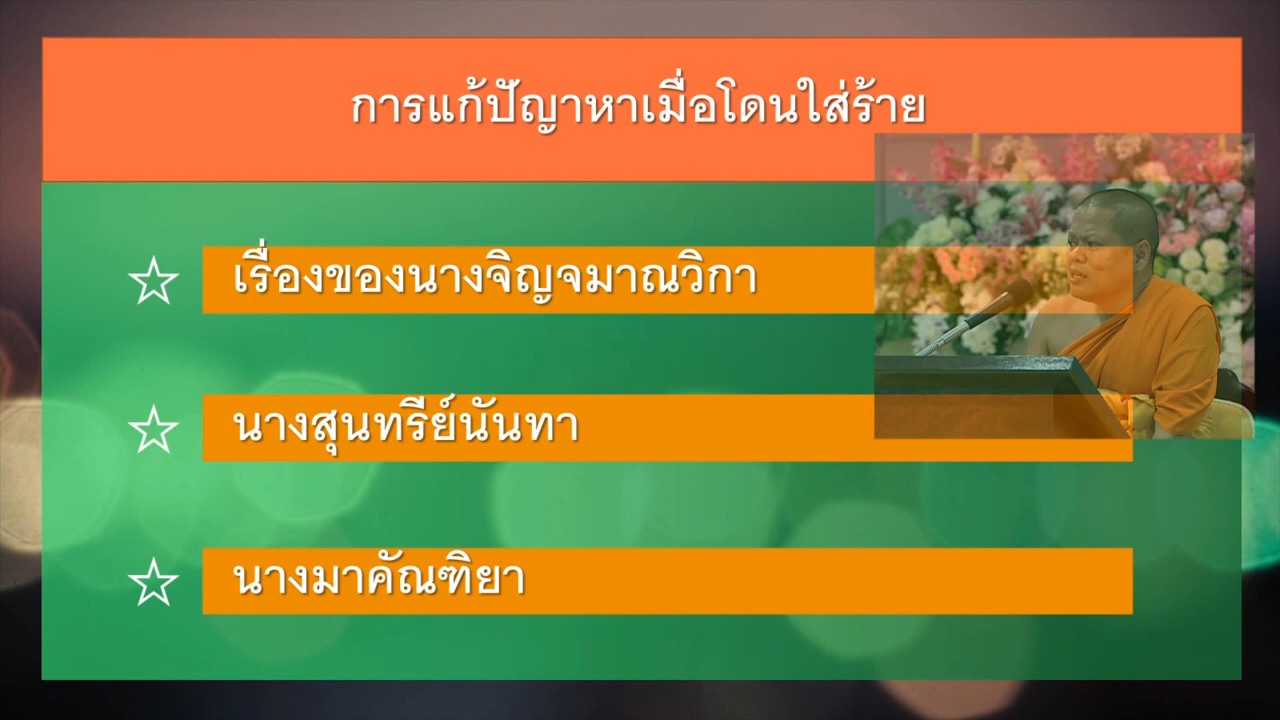 การแก้ปัญหาเมื่อโดนใส่ร้าย
เรื่องของนางจิญจมาณวิกา
นางสุนทรีย์นันทา
นางมาคัณฑิยา